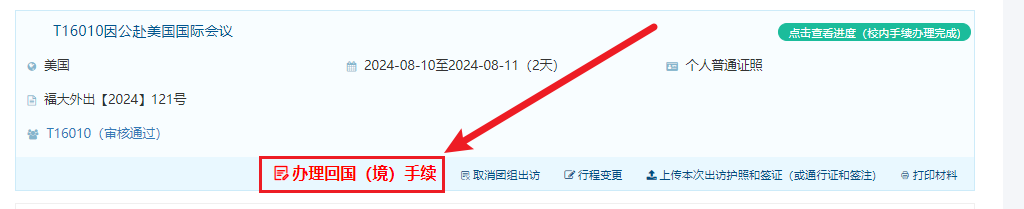 T16010因公赴美国国际会议
点击查看进度（校内手续办理完成)
美国
2024-08-10至2024-08-11（2天）
个人普通证照
福大外出【2024】121号
T16010（审核通过）
办理回国（境）手续
取消团组出访
行程变更
上传本次出访护照和签证（或通行证和签注）
打印材料